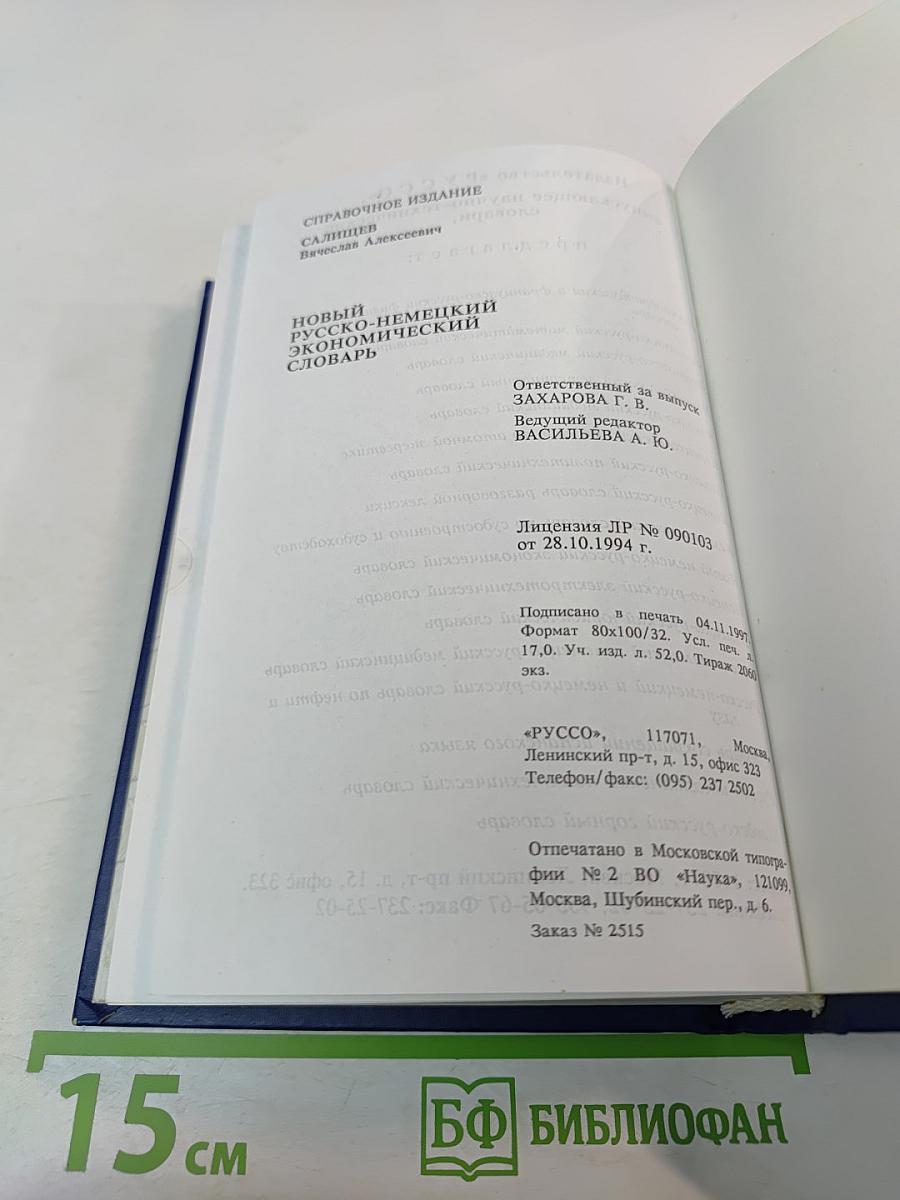 СПРАВОЧНОЕ ИЗДАНИЕ
САЛИЩЕВ
Вячеслав Алексеевич
НОВЫЙ
РУССКО-НЕМЕЦКИЙ
ЭКОНОМИЧЕСКИЙ
СЛОВАРЬ
Ответственный за выпуск
ЗАХАРОВА Г. В.
Ведущий редактор
ВАСИЛЬЕВА А. Ю.
Лицензия ЛР № 090103
от 28.10.1994 г.
Подписано в печать 04.11.1997.
Формат 80х100/32. Усл. печ. л.
17,0. Уч. изд. л. 52,0. Тираж 2060
экз.
«РУССО», 117071, Москва,
Ленинский пр-т, д. 15, офис 323
Телефон/факс: (095) 237 2502
Отпечатано в Московской типогра-
фии № 2 ВО «Наука», 121099,
Москва, Шубинский пер., д. 6.
Заказ № 2515
15 см
БФ БИБЛИОФАН